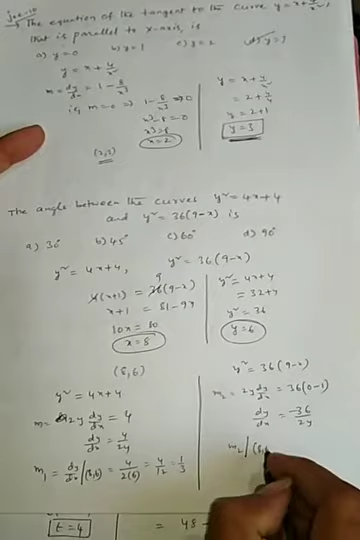 Jee-10
→ The equation of the tangent to the curve y = x + 4/x²,
that is parallel to x-axis, is
a) y=0 b) y=1 c) y=2 d) y=3
y = x + 4/x²
m = dy/dx = 1 - 8/x³
m=0 ⇒ 1 - 8/x³ = 0
x³ - 8 = 0
x³ = 8
x = 2
(2,3)
y = x + 4/x²
= 2 + 4/4
y = 2+1
y = 3
The angle between the curves y² = 4x+4
and y² = 36(9-x) is
a) 30° b) 45° c) 60° d) 90°
y² = 4x+4, y² = 36(9-x)
4(x+1) = 36(9-x)
9
x+1 = 81-9x
10x = 80
x = 8
y² = 4x+4
= 32+4
y² = 36
y = 6
(8,6)
y² = 4x+4
m = 2y dy/dx = 4
dy/dx = 4/2y
m₁ = dy/dx /(8,6) = 4/2(6) = 4/12 = 1/3
y² = 36(9-x)
m₂ = 2y dy/dx = 36(0-1)
dy/dx = -36/2y
m₂/(8,6
t = 4 = 48 -